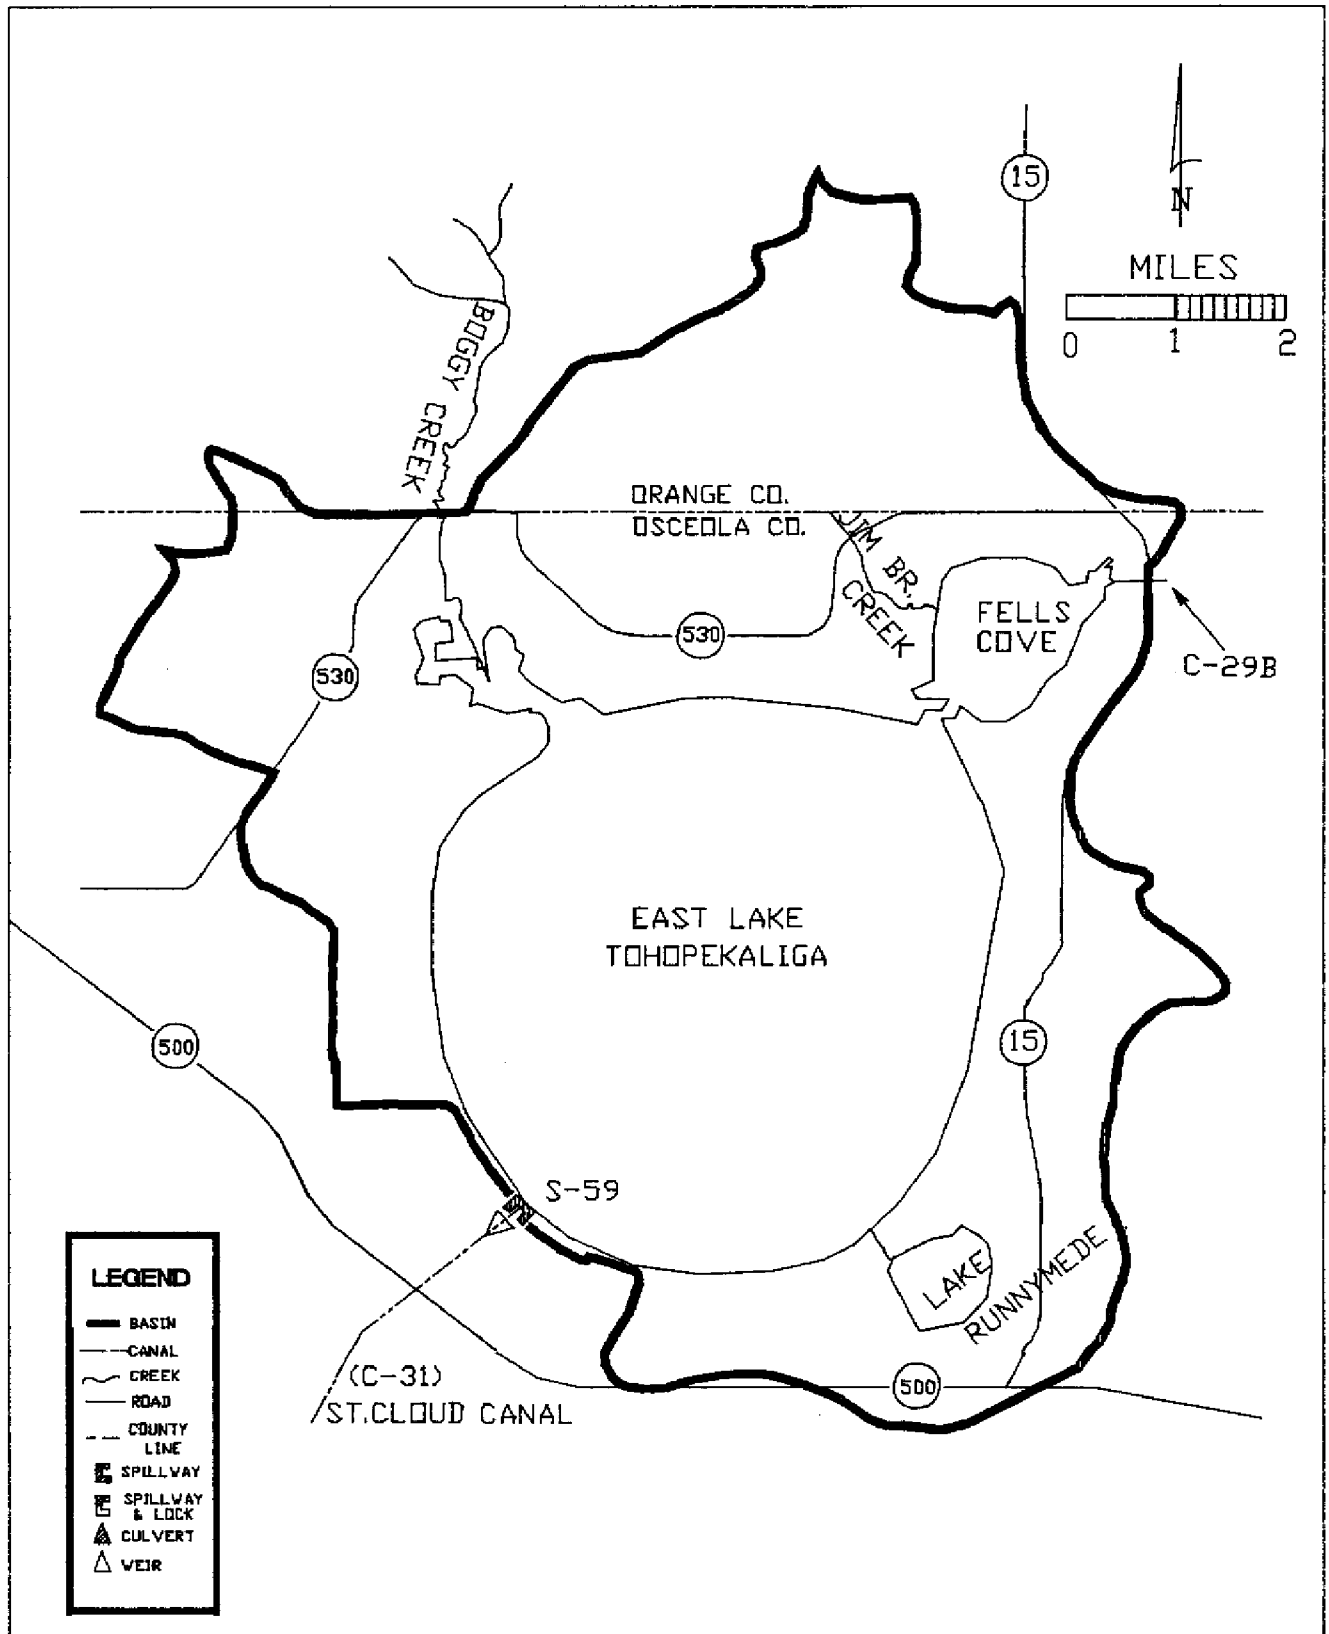 15
N
MILES
0 1 2
BOGGY CREEK
ORANGE CO.
OSCEOLA CO.
JIM BR.
CREEK
FELLS
COVE
530
530
C-29B
EAST LAKE
TOHOPEKALIGA
500
15
S-59
LAKE
RUNNYMEDE
(C-31)
ST.CLOUD CANAL
500
LEGEND
BASIN
CANAL
CREEK
ROAD
COUNTY
LINE
SPILLWAY
SPILLWAY
& LOCK
CULVERT
WEIR